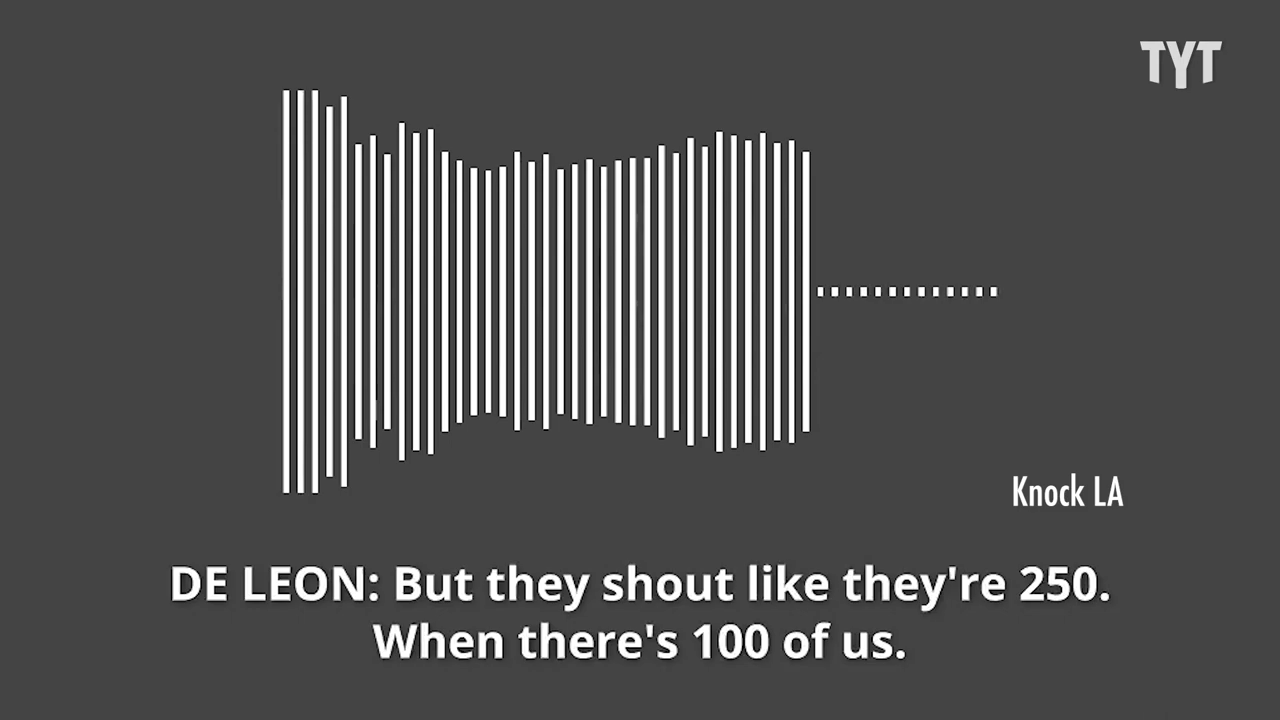 TYT
Knock LA
DE LEON: But they shout like they're 250.
When there's 100 of us.